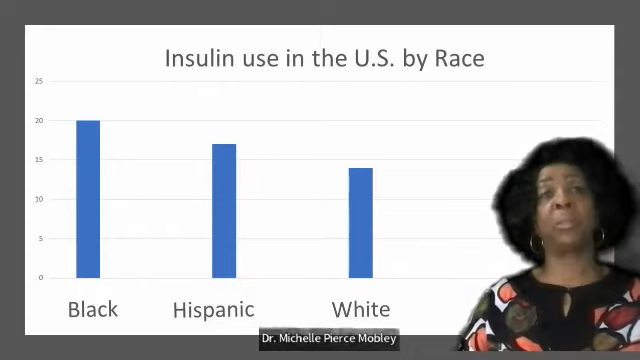 Insulin use in the U.S. by Race
25
20
15
10
5
0
Black Hispanic White
Dr. Michelle Pierce Mobley